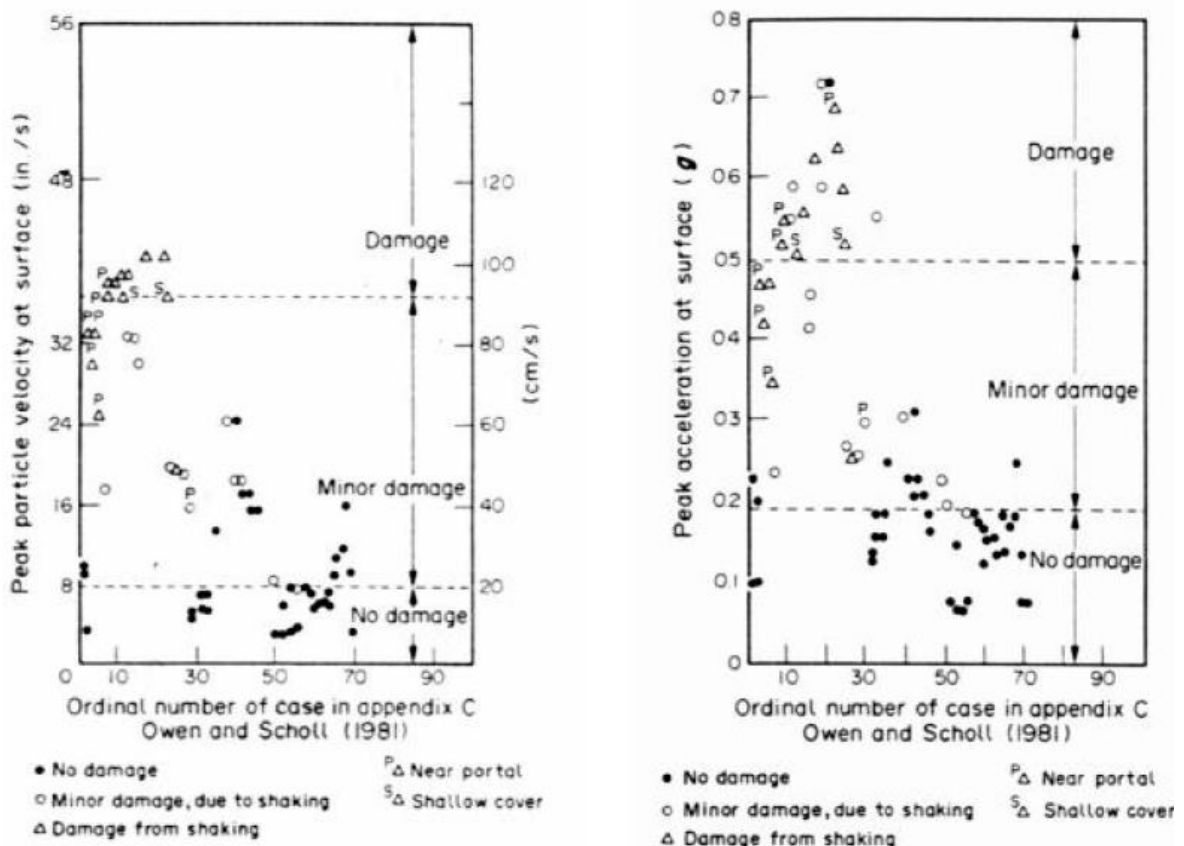 56
48
32
24
16
8
0
Peak particle velocity at surface (in /s)
120
100
80
60
40
20
(cm/s)
Damage
Minor damage
No damage
P
P
P P
P
P
S S
P
10 30 50 70 90
Ordinal number of case in appendix C
Owen and Scholl (1981)
● No damage
○ Minor damage, due to shaking
△ Damage from shaking
P△ Near portal
S△ Shallow cover
0.8
0.7
0.6
0.5
0.4
0.3
0.2
0.1
0
Peak acceleration at surface (g)
Damage
Minor damage
No damage
P
P
P S S
P
P
P
P
10 30 50 70 90
Ordinal number of case in appendix C
Owen and Scholl (1981)
● No damage
○ Minor damage, due to shaking
△ Damage from shaking
P△ Near portal
S△ Shallow cover